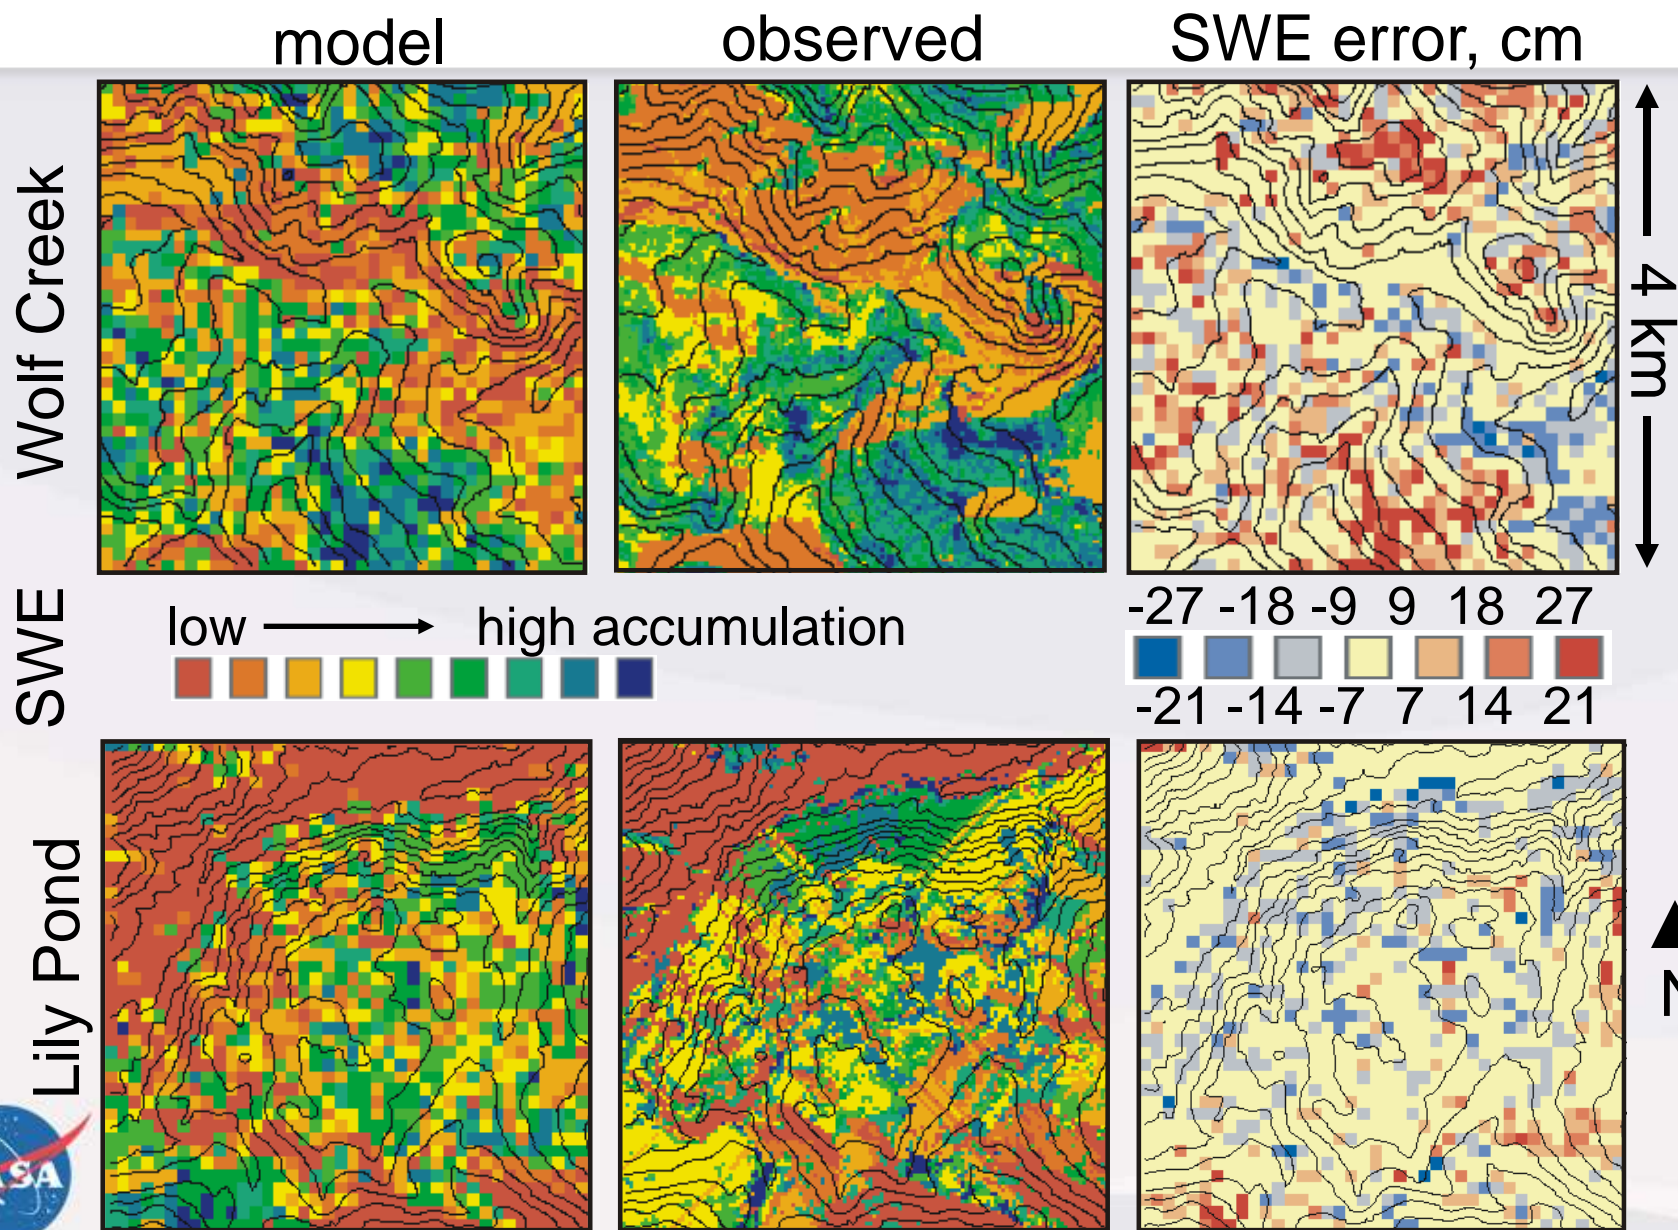 model
observed
SWE error, cm
Wolf Creek
4 km
SWE
low
high accumulation
-27 -18 -9 9 18 27
-21 -14 -7 7 14 21
Lily Pond